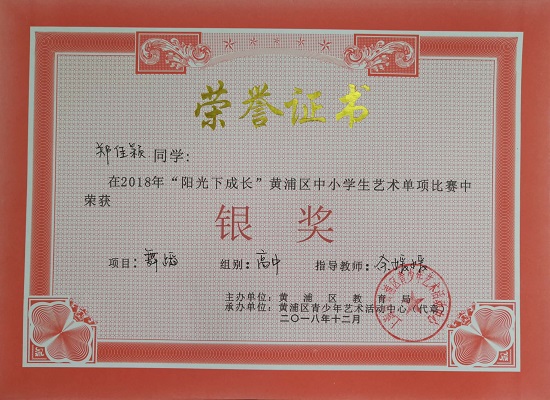 荣誉证书
郑佳颖 同学:
在2018年“阳光下成长”黄浦区中小学生艺术单项比赛中
荣获
银奖
项目: 舞蹈 组别: 高中 指导教师: 余媛媛
主办单位: 黄浦区教育局
承办单位: 黄浦区青少年艺术活动中心(代章)
二〇一八年十二月